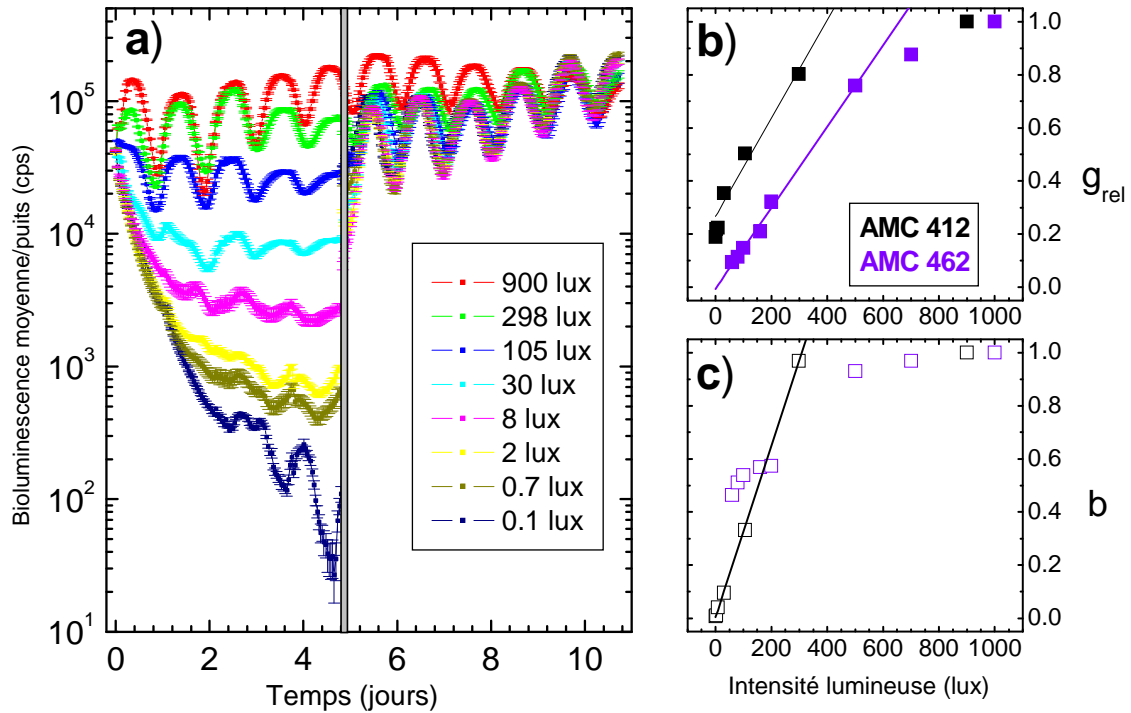 a)
10^5
10^4
10^3
10^2
10^1
Bioluminescence moyenne/puits (cps)
0 2 4 6 8 10
Temps (jours)
900 lux
298 lux
105 lux
30 lux
8 lux
2 lux
0.7 lux
0.1 lux
b)
1.0
0.8
0.6
0.4
0.2
0.0
g_rel
AMC 412
AMC 462
0 200 400 600 800 1000
c)
1.0
0.8
0.6
0.4
0.2
0.0
b
0 200 400 600 800 1000
Intensité lumineuse (lux)